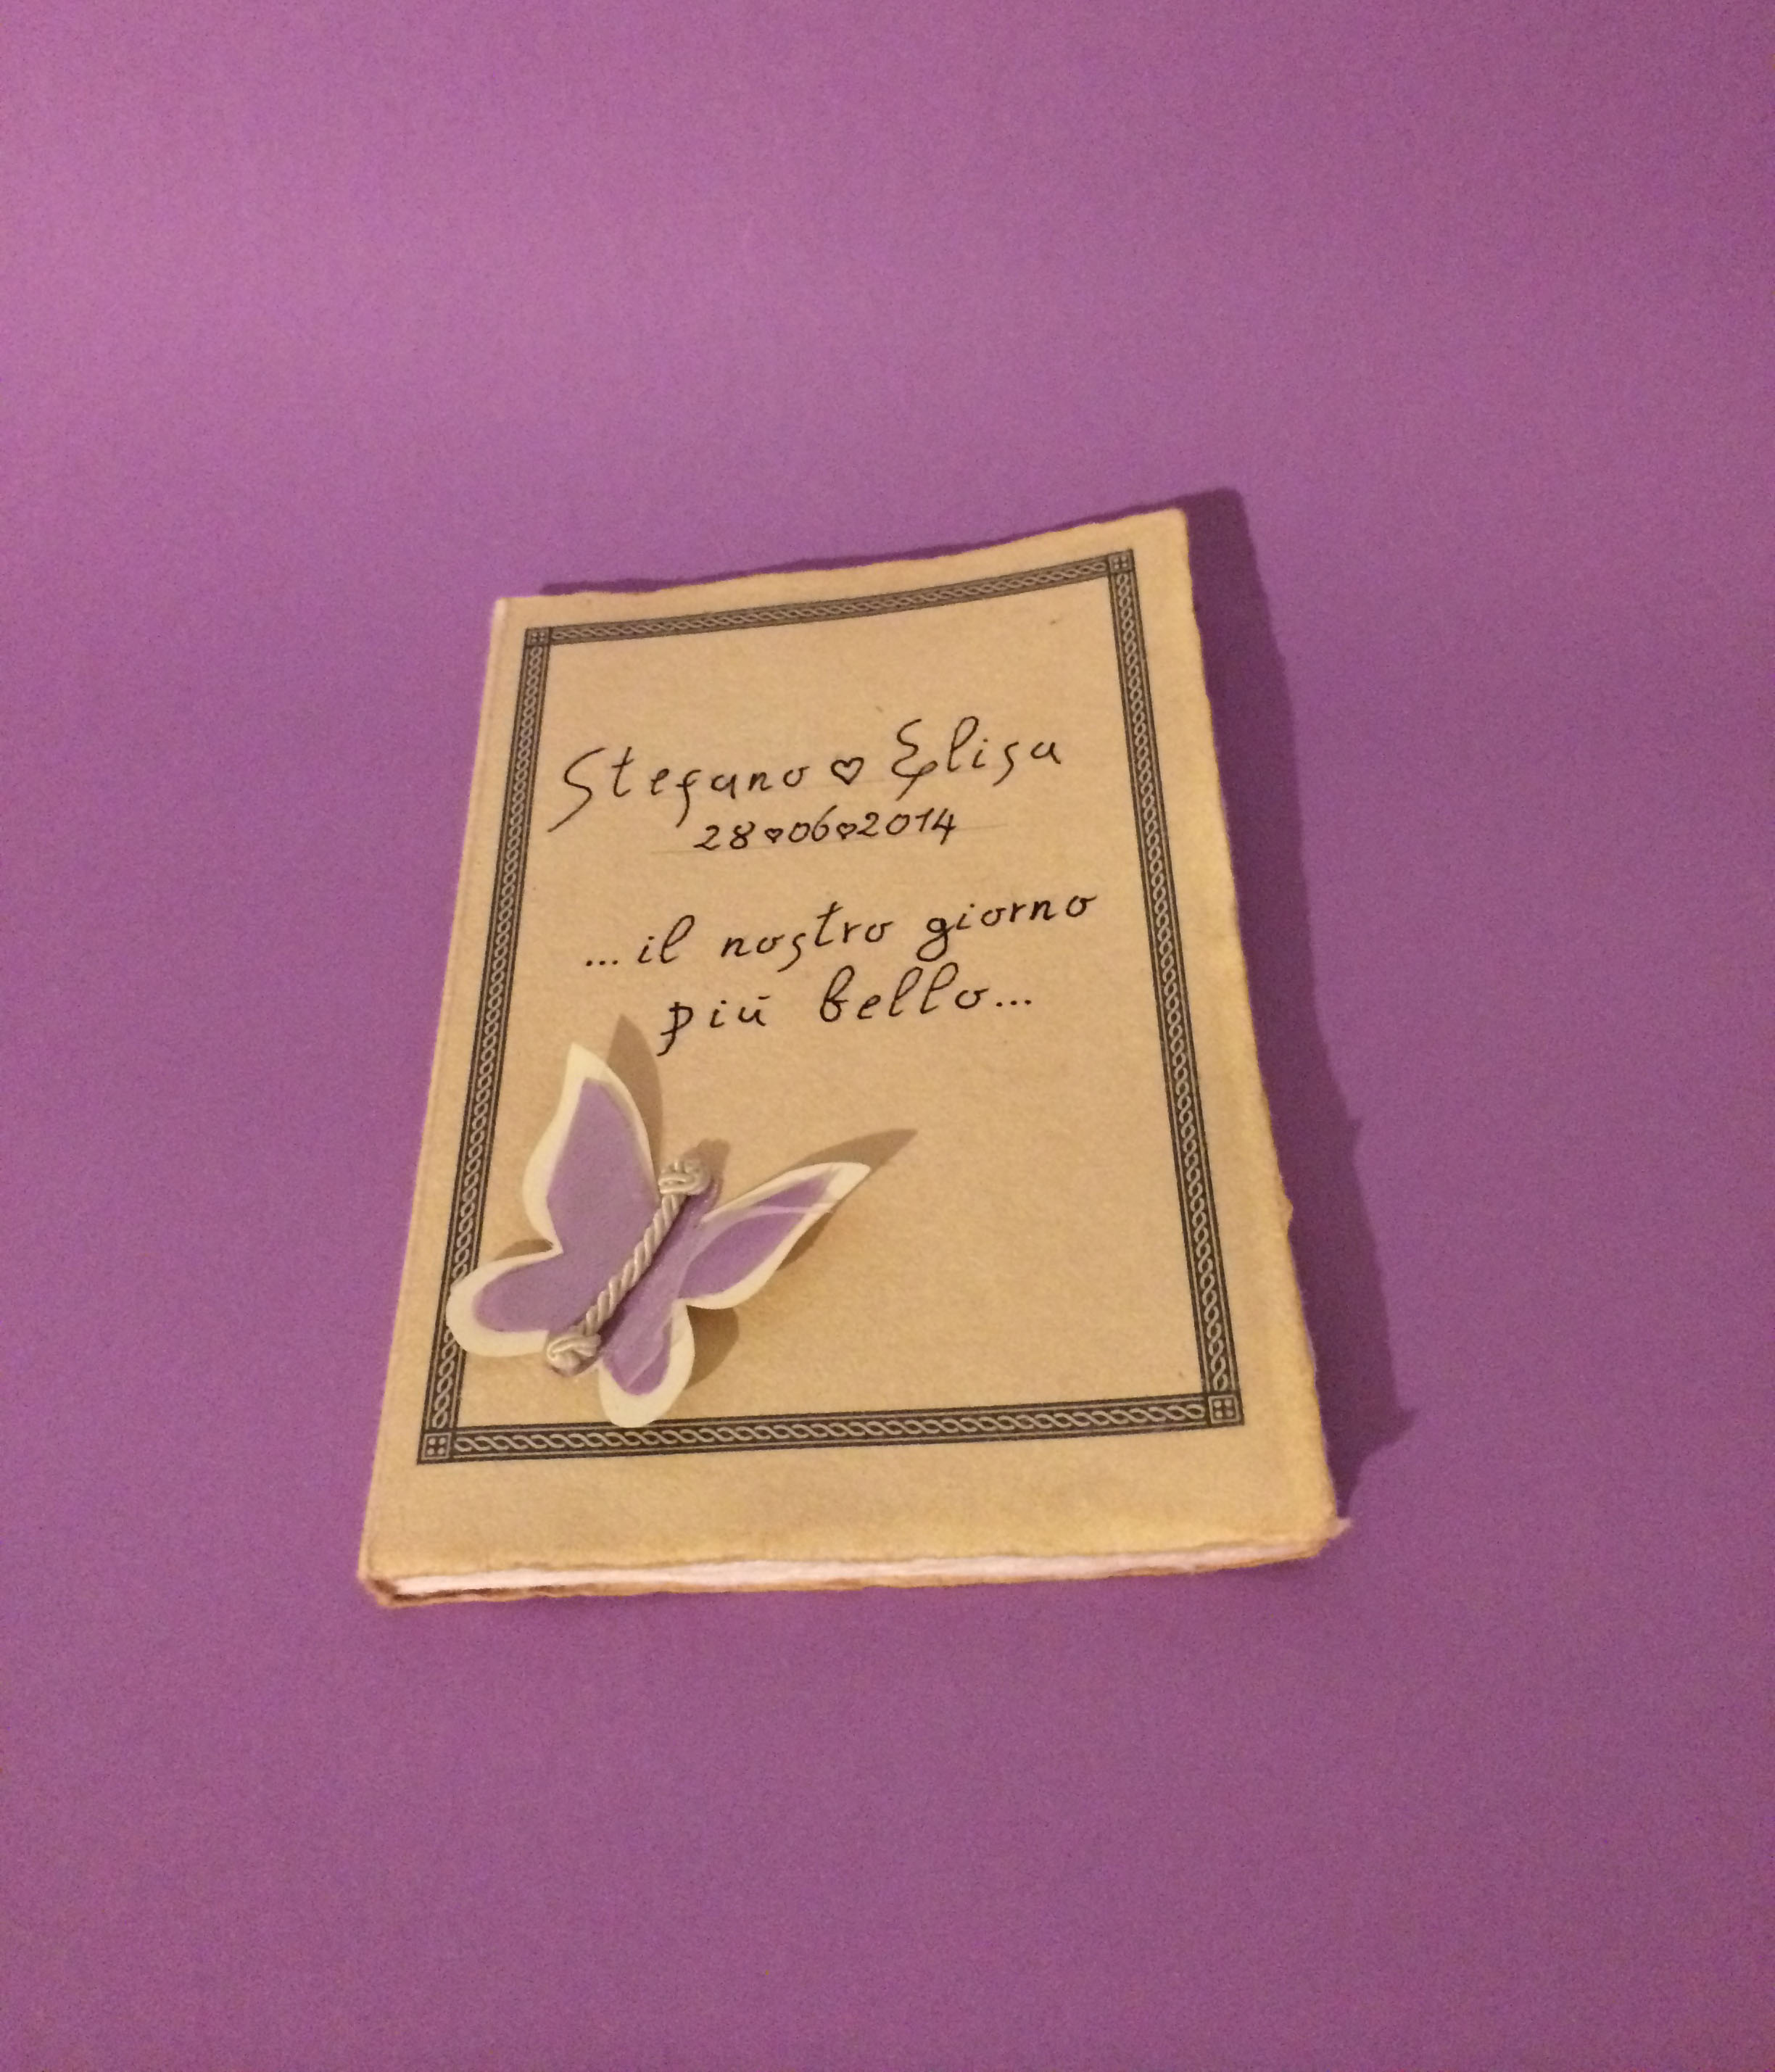 Stefano ♡ Elisa
28♡06♡2014
...il nostro giorno
più bello...